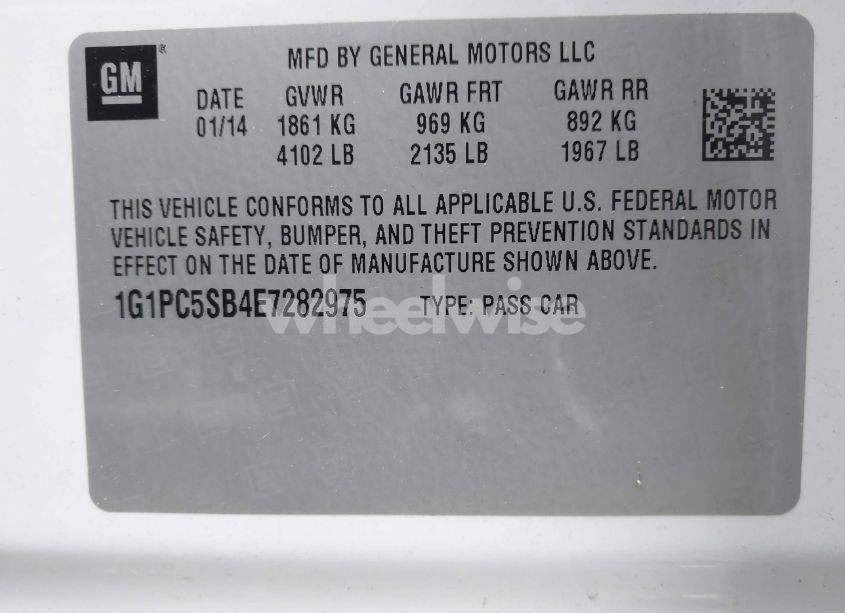 GM®
MFD BY GENERAL MOTORS LLC
DATE GVWR GAWR FRT GAWR RR
01/14 1861 KG 969 KG 892 KG
4102 LB 2135 LB 1967 LB
THIS VEHICLE CONFORMS TO ALL APPLICABLE U.S. FEDERAL MOTOR
VEHICLE SAFETY, BUMPER, AND THEFT PREVENTION STANDARDS IN
EFFECT ON THE DATE OF MANUFACTURE SHOWN ABOVE.
1G1PC5SB4E7282975 TYPE: PASS CAR
wheelwise